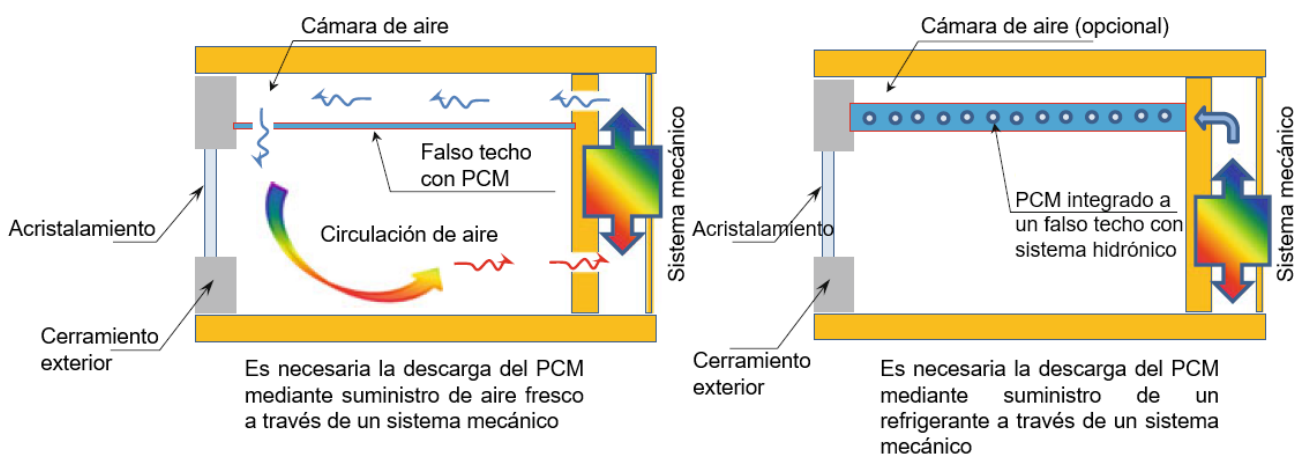 Cámara de aire
Falso techo
con PCM
Acristalamiento
Circulación de aire
Sistema mecánico
Cerramiento
exterior
Es necesaria la descarga del PCM
mediante suministro de aire fresco
a través de un sistema mecánico
Cámara de aire (opcional)
PCM integrado a
un falso techo con
sistema hidrónico
Acristalamiento
Sistema mecánico
Cerramiento
exterior
Es necesaria la descarga del PCM
mediante suministro de un
refrigerante a través de un sistema
mecánico